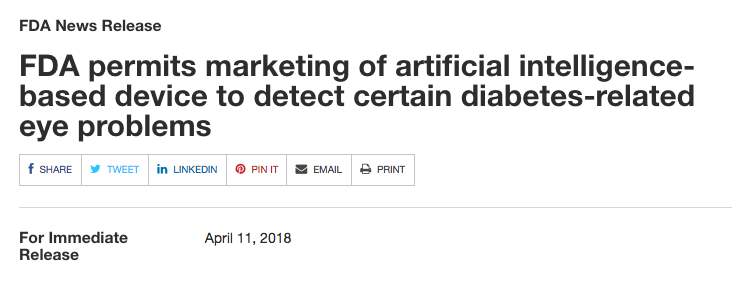 FDA News Release
FDA permits marketing of artificial intelligence-
based device to detect certain diabetes-related
eye problems
SHARE TWEET LINKEDIN PIN IT EMAIL PRINT
For Immediate April 11, 2018
Release